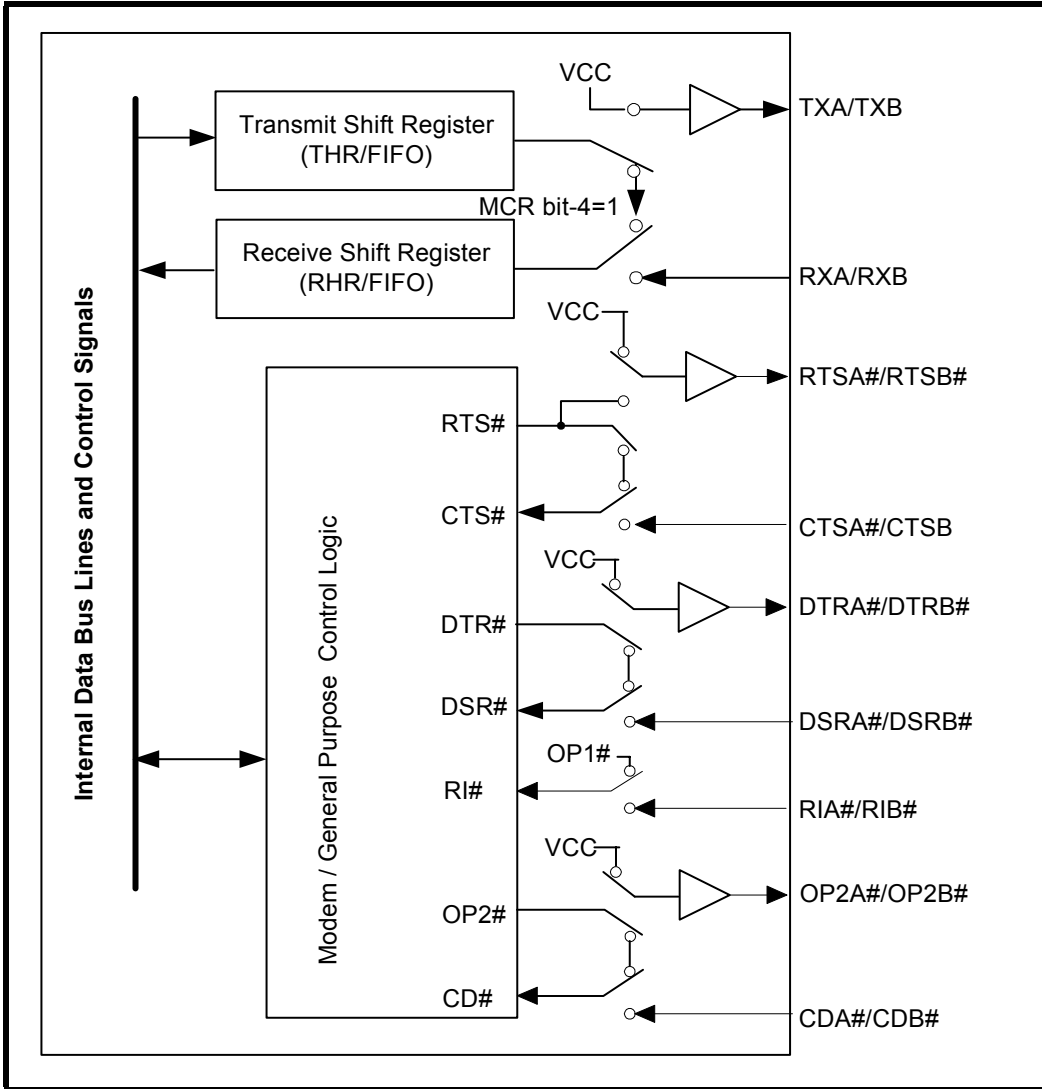 VCC
TXA/TXB
Transmit Shift Register
(THR/FIFO)
MCR bit-4=1
Receive Shift Register
(RHR/FIFO)
RXA/RXB
VCC
RTSA#/RTSB#
RTS#
CTS#
CTSA#/CTSB
VCC
DTRA#/DTRB#
DTR#
DSR#
DSRA#/DSRB#
OP1#
RI#
RIA#/RIB#
VCC
OP2A#/OP2B#
OP2#
CD#
CDA#/CDB#
Internal Data Bus Lines and Control Signals
Modem / General Purpose Control Logic